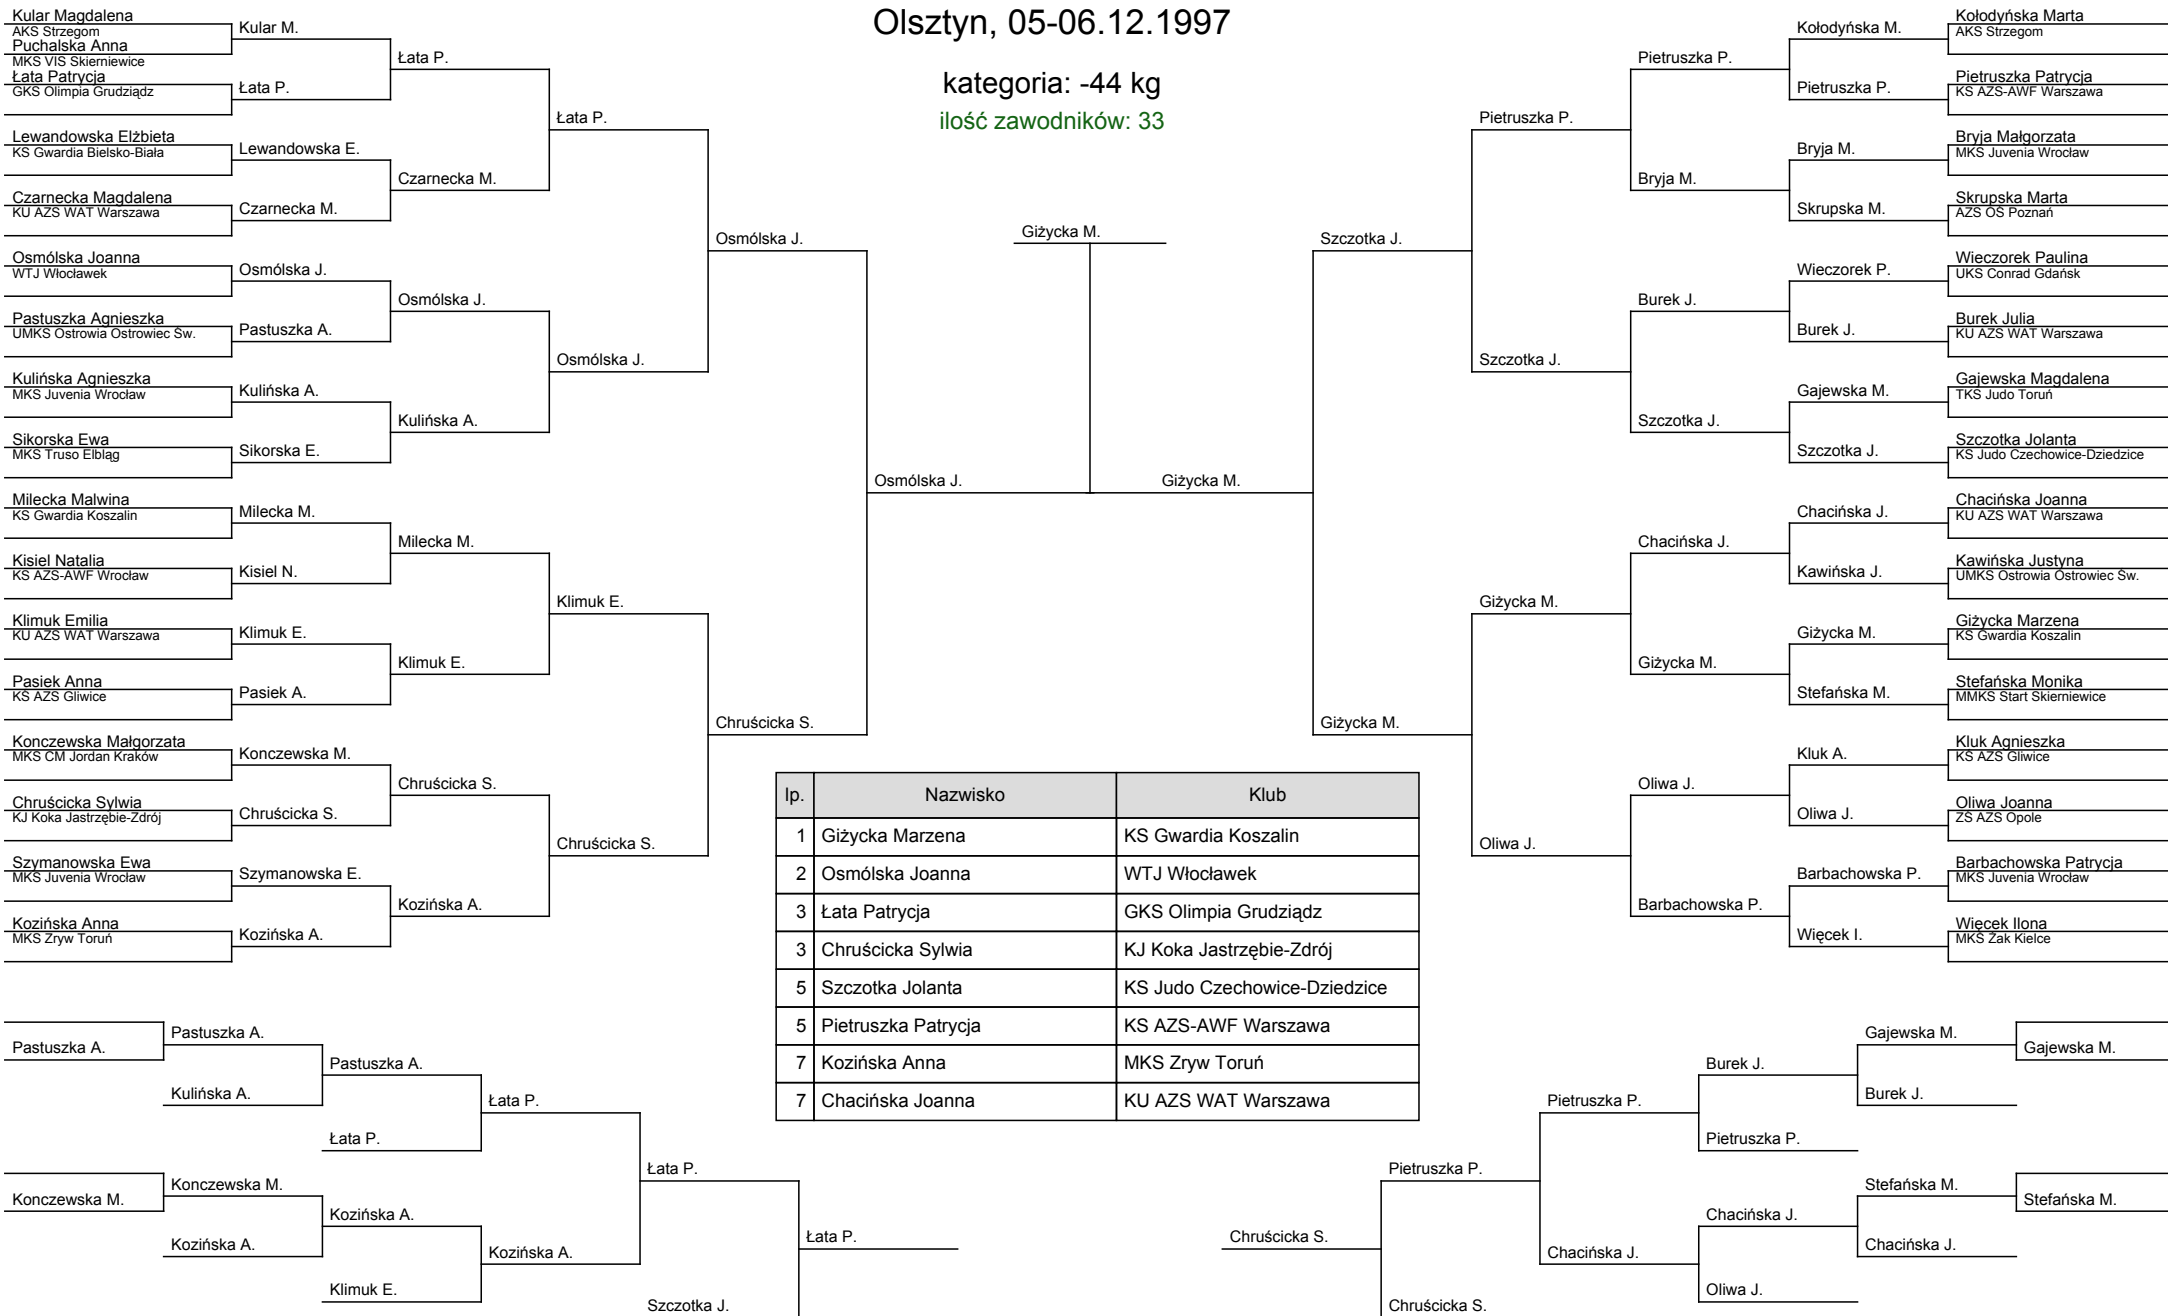 Olsztyn, 05-06.12.1997
kategoria: -44 kg
ilość zawodników: 33
Kular Magdalena
AKS Strzegom
Puchalska Anna
MKS VIS Skierniewice
Łata Patrycja
GKS Olimpia Grudziądz
Lewandowska Elżbieta
KS Gwardia Bielsko-Biała
Czarnecka Magdalena
KU AZS WAT Warszawa
Osmólska Joanna
WTJ Włocławek
Pastuszka Agnieszka
UMKS Ostrowia Ostrowiec Św.
Kulińska Agnieszka
MKS Juvenia Wrocław
Sikorska Ewa
MKS Truso Elbląg
Milecka Malwina
KS Gwardia Koszalin
Kisiel Natalia
KS AZS-AWF Wrocław
Klimuk Emilia
KU AZS WAT Warszawa
Pasiek Anna
KS AZS Gliwice
Konczewska Małgorzata
MKS CM Jordan Kraków
Chruścicka Sylwia
KJ Koka Jastrzębie-Zdrój
Szymanowska Ewa
MKS Juvenia Wrocław
Kozińska Anna
MKS Zryw Toruń
Kular M.
Łata P.
Lewandowska E.
Czarnecka M.
Osmólska J.
Pastuszka A.
Kulińska A.
Sikorska E.
Milecka M.
Kisiel N.
Klimuk E.
Pasiek A.
Konczewska M.
Chruścicka S.
Szymanowska E.
Kozińska A.
Łata P.
Czarnecka M.
Osmólska J.
Kulińska A.
Milecka M.
Klimuk E.
Chruścicka S.
Kozińska A.
Łata P.
Osmólska J.
Klimuk E.
Chruścicka S.
Osmólska J.
Chruścicka S.
Osmólska J.
Giżycka M.
Giżycka M.
Szczotka J.
Giżycka M.
Pietruszka P.
Szczotka J.
Giżycka M.
Oliwa J.
Pietruszka P.
Bryja M.
Burek J.
Szczotka J.
Chacińska J.
Giżycka M.
Oliwa J.
Barbachowska P.
Kołodyńska M.
Pietruszka P.
Bryja M.
Skrupska M.
Wieczorek P.
Burek J.
Gajewska M.
Szczotka J.
Chacińska J.
Kawińska J.
Giżycka M.
Stefańska M.
Kluk A.
Oliwa J.
Barbachowska P.
Więcek I.
Kołodyńska Marta
AKS Strzegom
Pietruszka Patrycja
KS AZS-AWF Warszawa
Bryja Małgorzata
MKS Juvenia Wrocław
Skrupska Marta
AZS OŚ Poznań
Wieczorek Paulina
UKS Conrad Gdańsk
Burek Julia
KU AZS WAT Warszawa
Gajewska Magdalena
TKS Judo Toruń
Szczotka Jolanta
KS Judo Czechowice-Dziedzice
Chacińska Joanna
KU AZS WAT Warszawa
Kawińska Justyna
UMKS Ostrowia Ostrowiec Św.
Giżycka Marzena
KS Gwardia Koszalin
Stefańska Monika
MMKS Start Skierniewice
Kluk Agnieszka
KS AZS Gliwice
Oliwa Joanna
ZŚ AZS Opole
Barbachowska Patrycja
MKS Juvenia Wrocław
Więcek Ilona
MKS Żak Kielce
lp. Nazwisko Klub
1 Giżycka Marzena KS Gwardia Koszalin
2 Osmólska Joanna WTJ Włocławek
3 Łata Patrycja GKS Olimpia Grudziądz
3 Chruścicka Sylwia KJ Koka Jastrzębie-Zdrój
5 Szczotka Jolanta KS Judo Czechowice-Dziedzice
5 Pietruszka Patrycja KS AZS-AWF Warszawa
7 Kozińska Anna MKS Zryw Toruń
7 Chacińska Joanna KU AZS WAT Warszawa
Pastuszka A.
Konczewska M.
Pastuszka A.
Kulińska A.
Konczewska M.
Kozińska A.
Pastuszka A.
Łata P.
Kozińska A.
Klimuk E.
Łata P.
Kozińska A.
Łata P.
Szczotka J.
Łata P.
Chruścicka S.
Pietruszka P.
Chruścicka S.
Pietruszka P.
Chacińska J.
Burek J.
Pietruszka P.
Chacińska J.
Oliwa J.
Gajewska M.
Burek J.
Stefańska M.
Chacińska J.
Gajewska M.
Stefańska M.